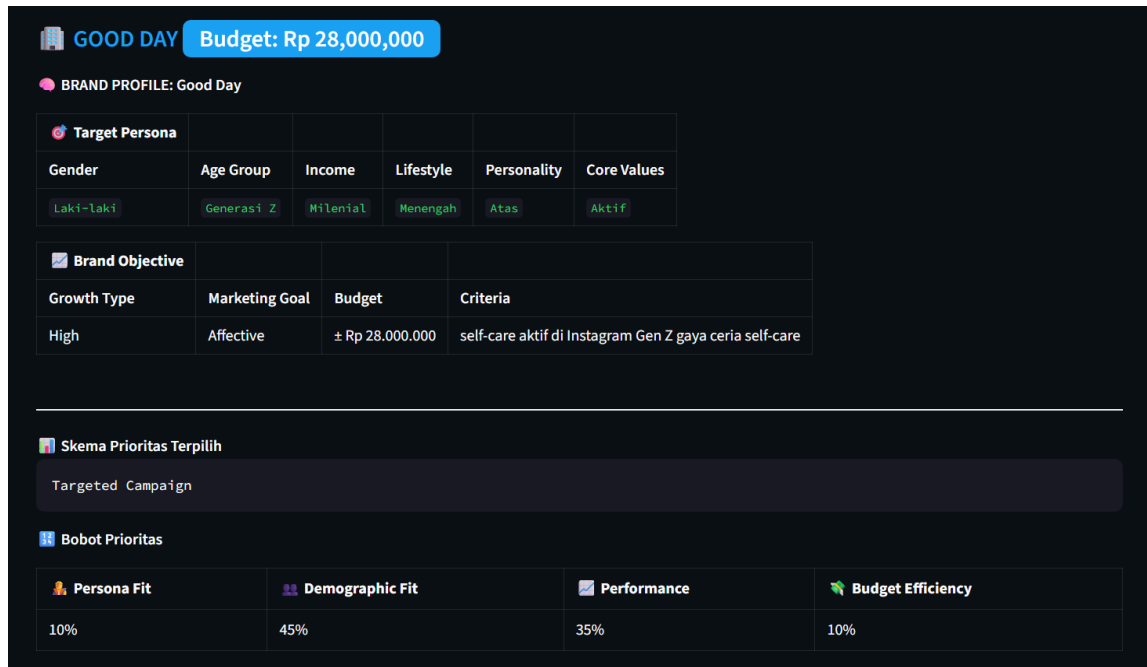 GOOD DAY Budget: Rp 28,000,000
BRAND PROFILE: Good Day
Target Persona
Gender Age Group Income Lifestyle Personality Core Values
Laki-laki Generasi Z Milenial Menengah Atas Aktif
Brand Objective
Growth Type Marketing Goal Budget Criteria
High Affective ± Rp 28.000.000 self-care aktif di Instagram Gen Z gaya ceria self-care
Skema Prioritas Terpilih
Targeted Campaign
Bobot Prioritas
Persona Fit Demographic Fit Performance Budget Efficiency
10% 45% 35% 10%